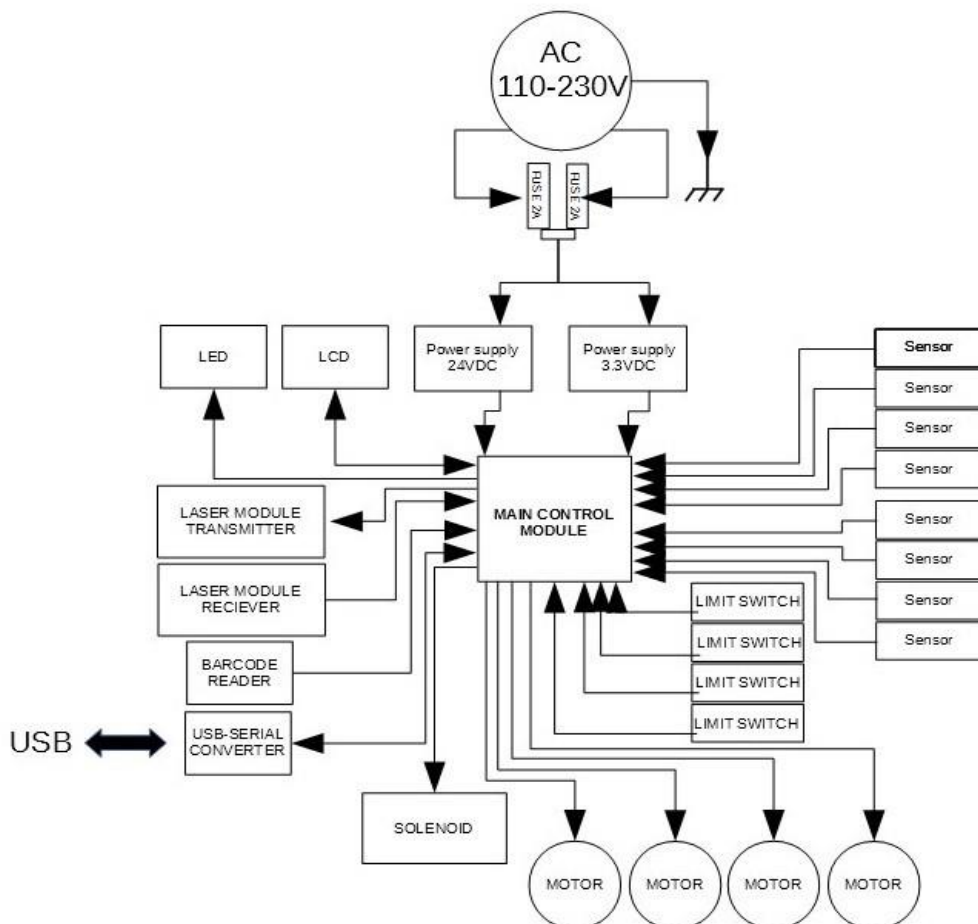 AC
110-230V
FUSE 2A
FUSE 2A
LED
LCD
Power supply
24VDC
Power supply
3.3VDC
Sensor
Sensor
Sensor
Sensor
Sensor
Sensor
Sensor
Sensor
LASER MODULE
TRANSMITTER
MAIN CONTROL
MODULE
LASER MODULE
RECIEVER
LIMIT SWITCH
LIMIT SWITCH
LIMIT SWITCH
LIMIT SWITCH
BARCODE
READER
USB
USB-SERIAL
CONVERTER
SOLENOID
MOTOR
MOTOR
MOTOR
MOTOR